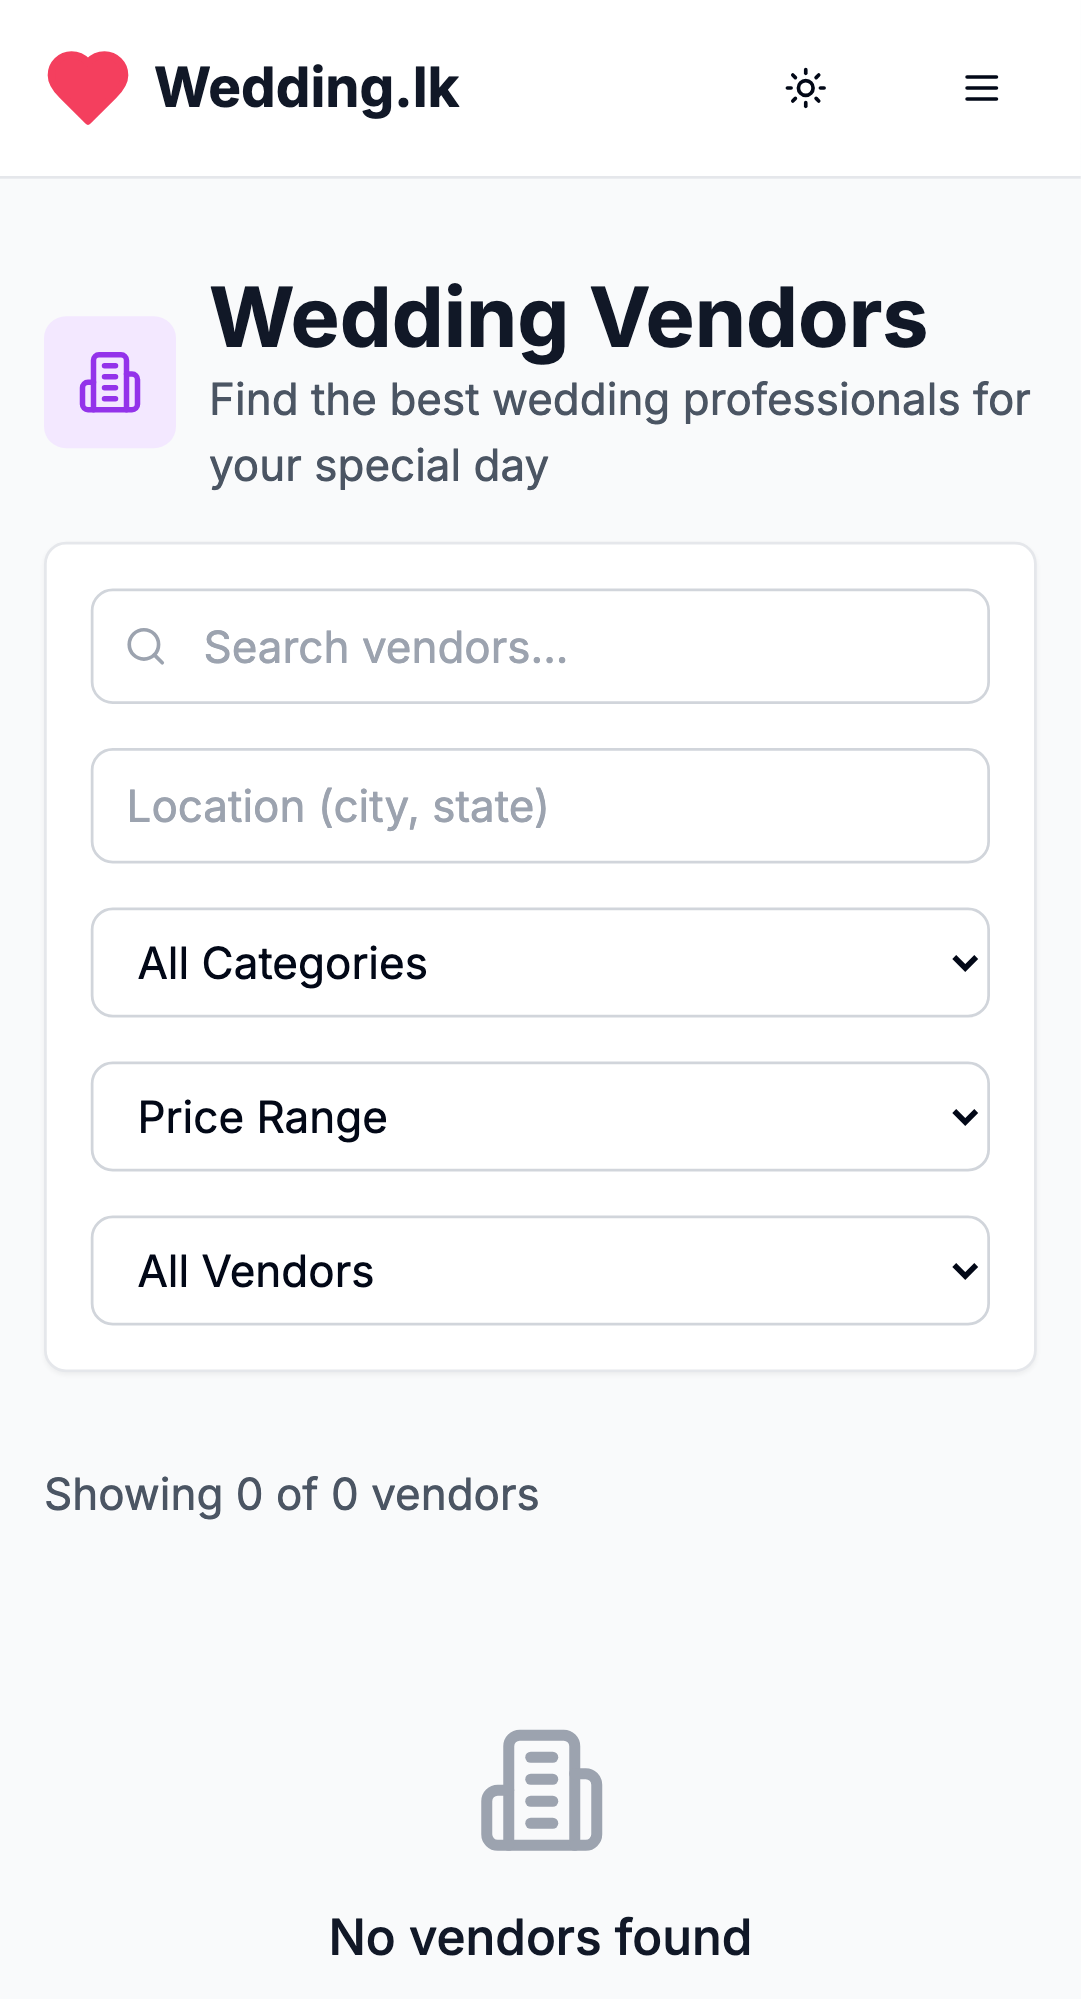 Wedding.lk
Wedding Vendors
Find the best wedding professionals for
your special day
Search vendors...
Location (city, state)
All Categories
Price Range
All Vendors
Showing 0 of 0 vendors
No vendors found